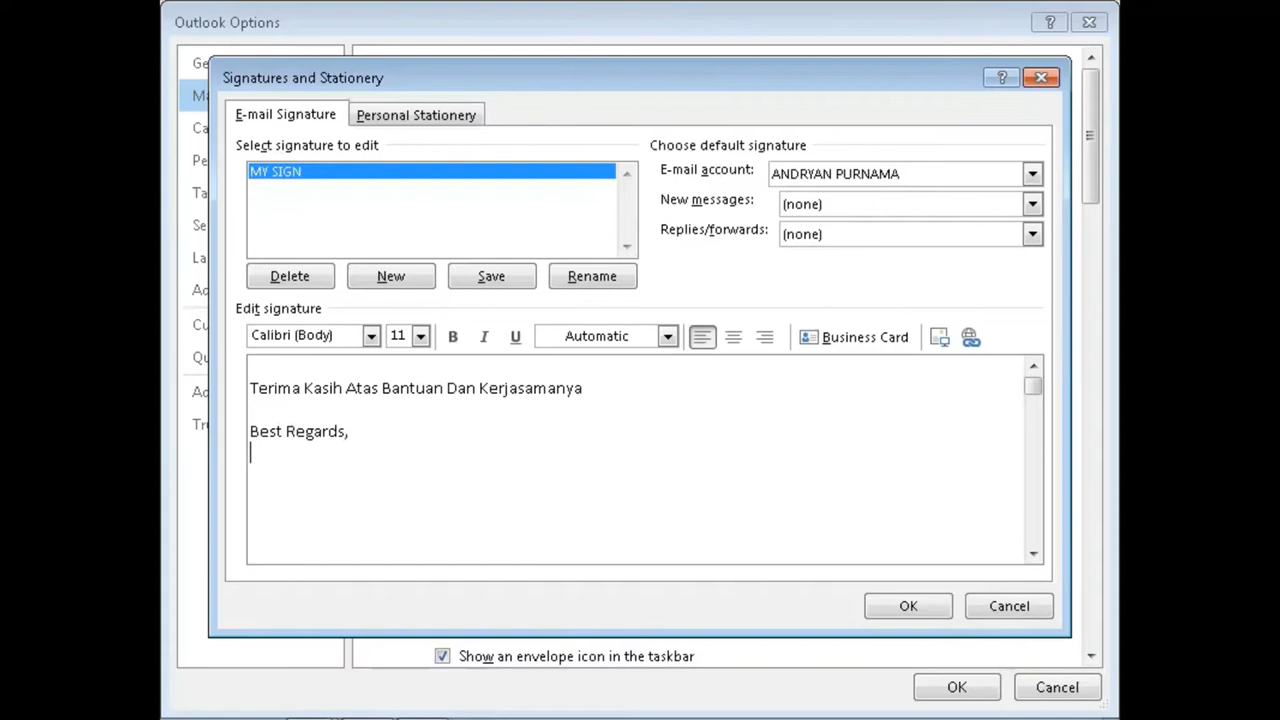 Outlook Options
Signatures and Stationery
E-mail Signature
Personal Stationery
Select signature to edit
MY SIGN
Delete
New
Save
Rename
Choose default signature
E-mail account:
ANDRYAN PURNAMA
New messages:
(none)
Replies/forwards:
(none)
Edit signature
Calibri (Body)
11
B
I
U
Automatic
Business Card
Terima Kasih Atas Bantuan Dan Kerjasamanya
Best Regards,
OK
Cancel
Show an envelope icon in the taskbar
OK
Cancel